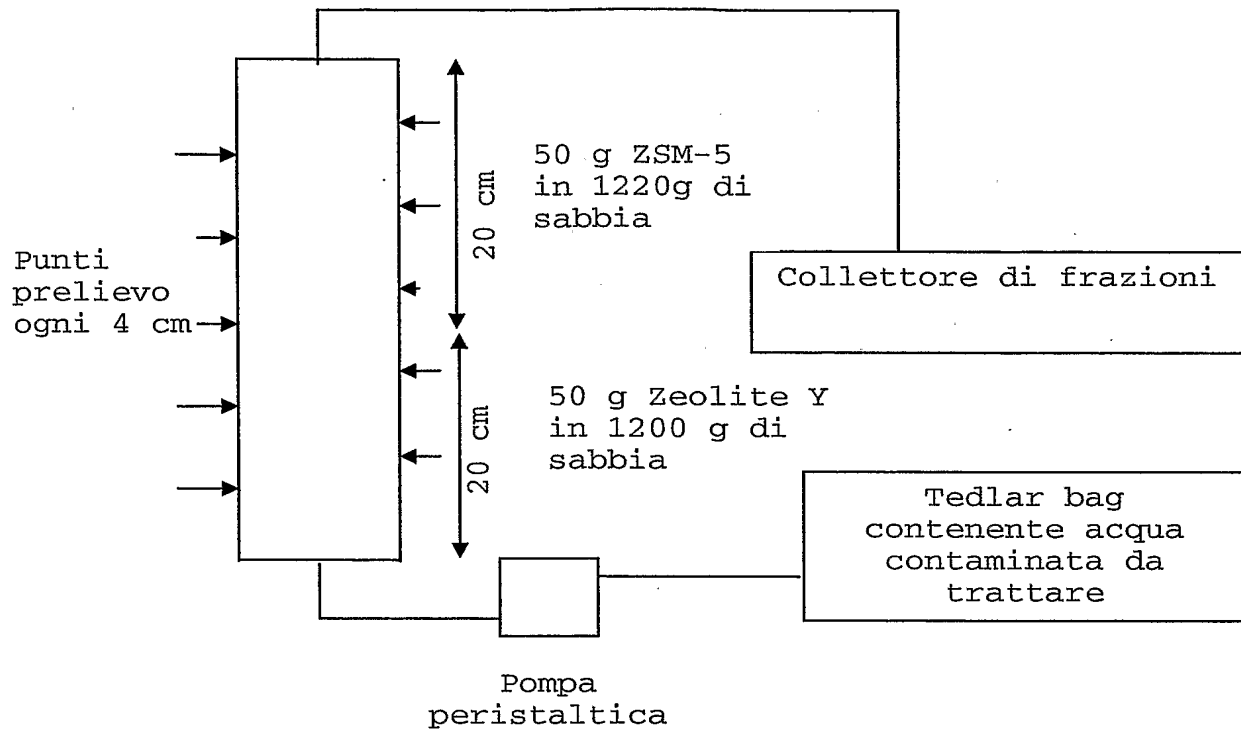 50 g ZSM-5
in 1220g di
sabbia
20 cm
Punti
prelievo
ogni 4 cm
Collettore di frazioni
50 g Zeolite Y
in 1200 g di
sabbia
20 cm
Tedlar bag
contenente acqua
contaminata da
trattare
Pompa
peristaltica